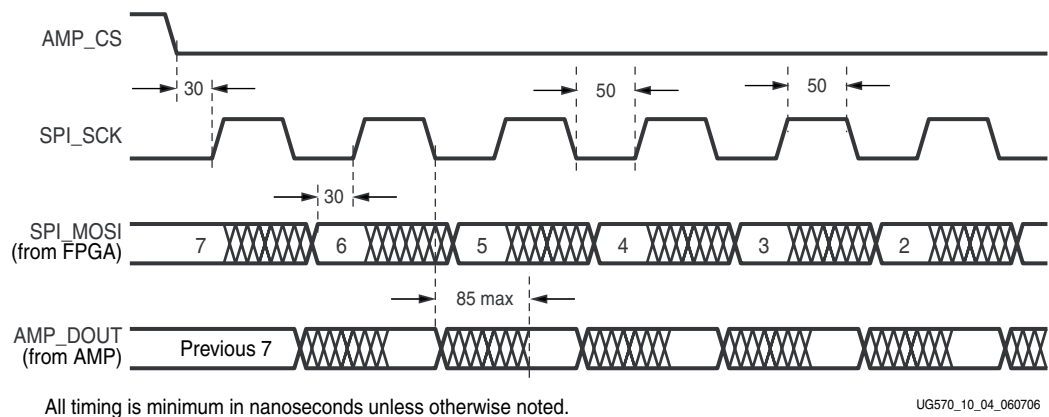 AMP_CS
30
50
50
SPI_SCK
30
SPI_MOSI
(from FPGA)
7
6
5
4
3
2
85 max
AMP_DOUT
(from AMP)
Previous 7
All timing is minimum in nanoseconds unless otherwise noted.
UG570_10_04_060706